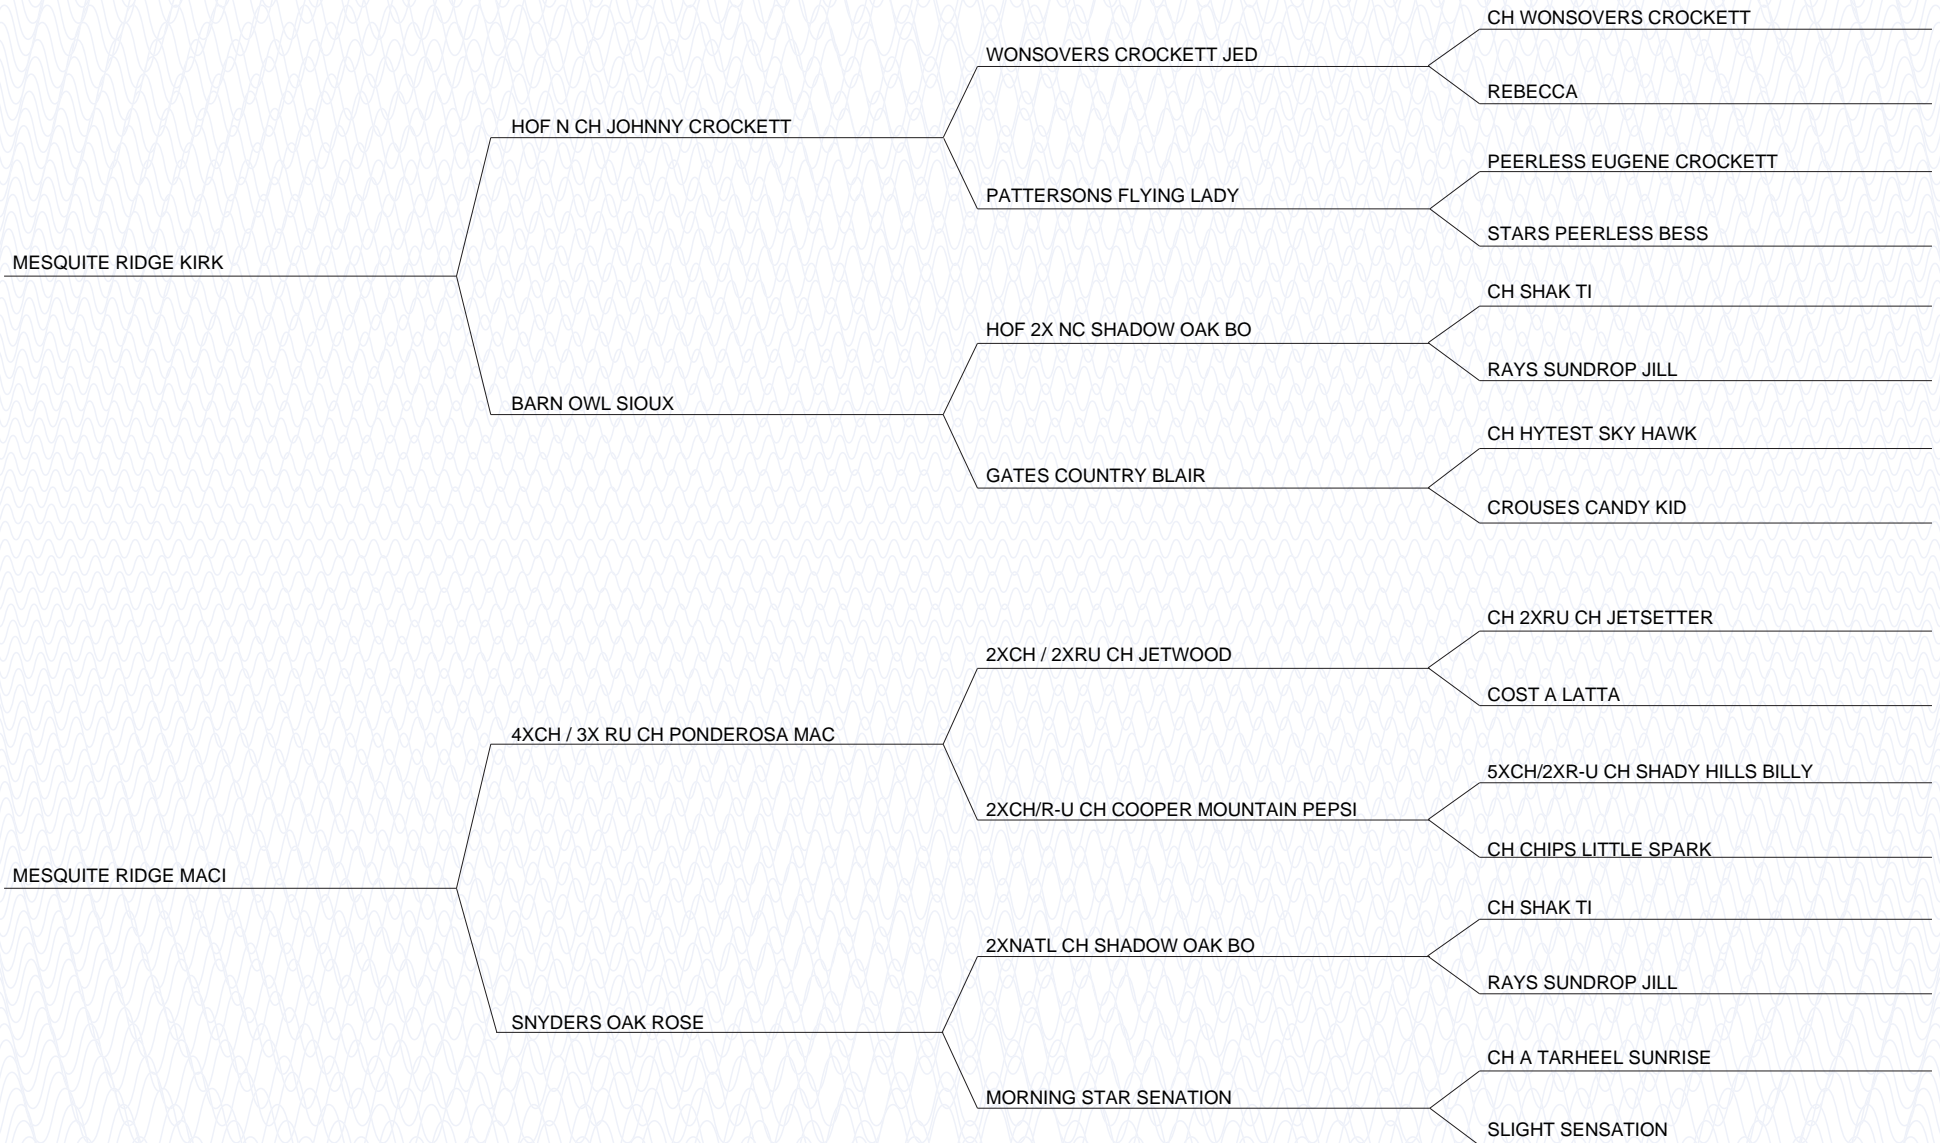 CH WONSOVERS CROCKETT
WONSOVERS CROCKETT JED
REBECCA
HOF N CH JOHNNY CROCKETT
PEERLESS EUGENE CROCKETT
PATTERSONS FLYING LADY
STARS PEERLESS BESS
MESQUITE RIDGE KIRK
CH SHAK TI
HOF 2X NC SHADOW OAK BO
RAYS SUNDROP JILL
BARN OWL SIOUX
CH HYTEST SKY HAWK
GATES COUNTRY BLAIR
CROUSES CANDY KID
CH 2XRU CH JETSETTER
2XCH / 2XRU CH JETWOOD
COST A LATTA
4XCH / 3X RU CH PONDEROSA MAC
5XCH/2XR-U CH SHADY HILLS BILLY
2XCH/R-U CH COOPER MOUNTAIN PEPSI
CH CHIPS LITTLE SPARK
MESQUITE RIDGE MACI
CH SHAK TI
2XNATL CH SHADOW OAK BO
RAYS SUNDROP JILL
SNYDERS OAK ROSE
CH A TARHEEL SUNRISE
MORNING STAR SENATION
SLIGHT SENSATION